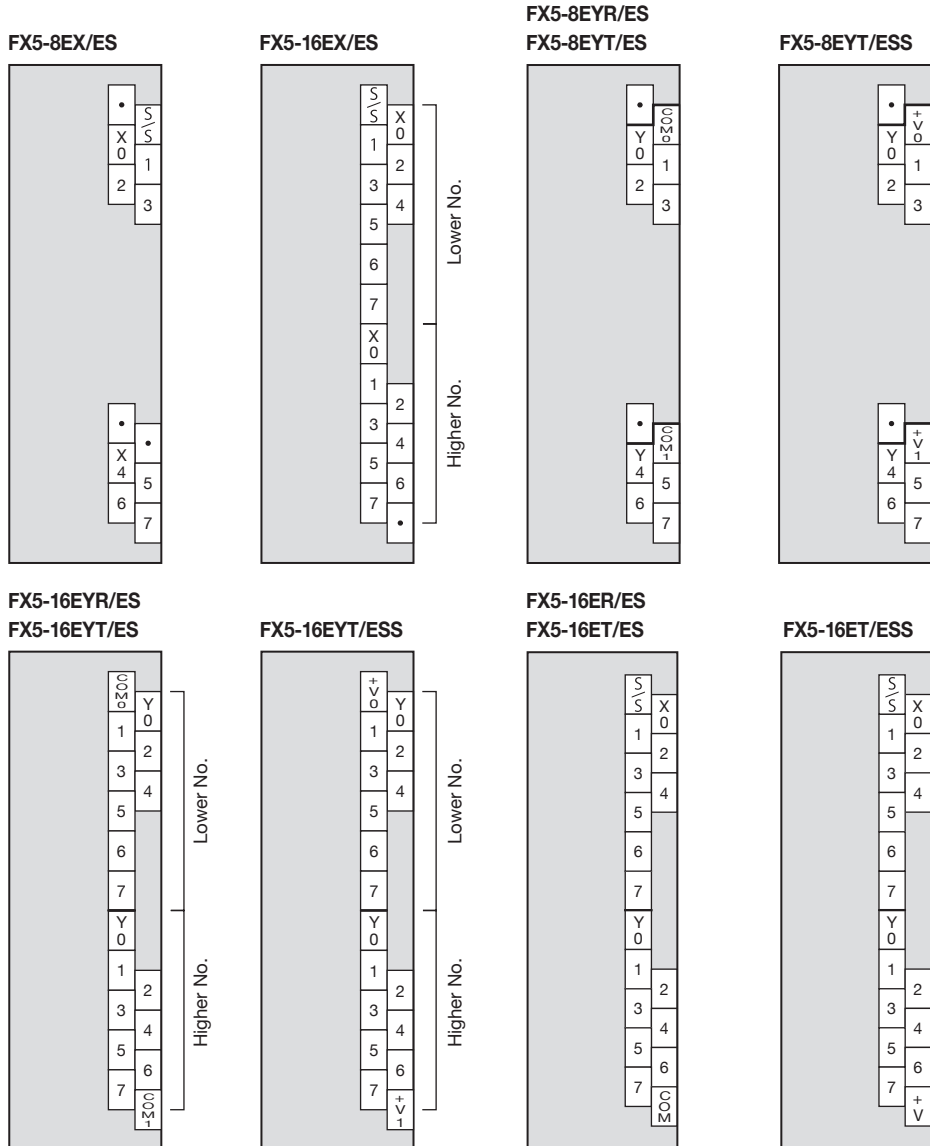 FX5-8EX/ES
•
S/S
X0
1
2
3
•
•
X4
5
6
7
FX5-16EX/ES
S/S
X0
1
2
3
4
5
6
7
Lower No.
X0
1
2
3
4
5
6
7
•
Higher No.
FX5-8EYR/ES
FX5-8EYT/ES
•
COM0
Y0
1
2
3
•
COM1
Y4
5
6
7
FX5-8EYT/ESS
•
+V0
Y0
1
2
3
•
+V1
Y4
5
6
7
FX5-16EYR/ES
FX5-16EYT/ES
COM0
Y0
1
2
3
4
5
6
7
Lower No.
Y0
1
2
3
4
5
6
7
COM1
Higher No.
FX5-16EYT/ESS
+V0
Y0
1
2
3
4
5
6
7
Lower No.
Y0
1
2
3
4
5
6
7
+V1
Higher No.
FX5-16ER/ES
FX5-16ET/ES
S/S
X0
1
2
3
4
5
6
7
Y0
1
2
3
4
5
6
7
COM
FX5-16ET/ESS
S/S
X0
1
2
3
4
5
6
7
Y0
1
2
3
4
5
6
7
+V